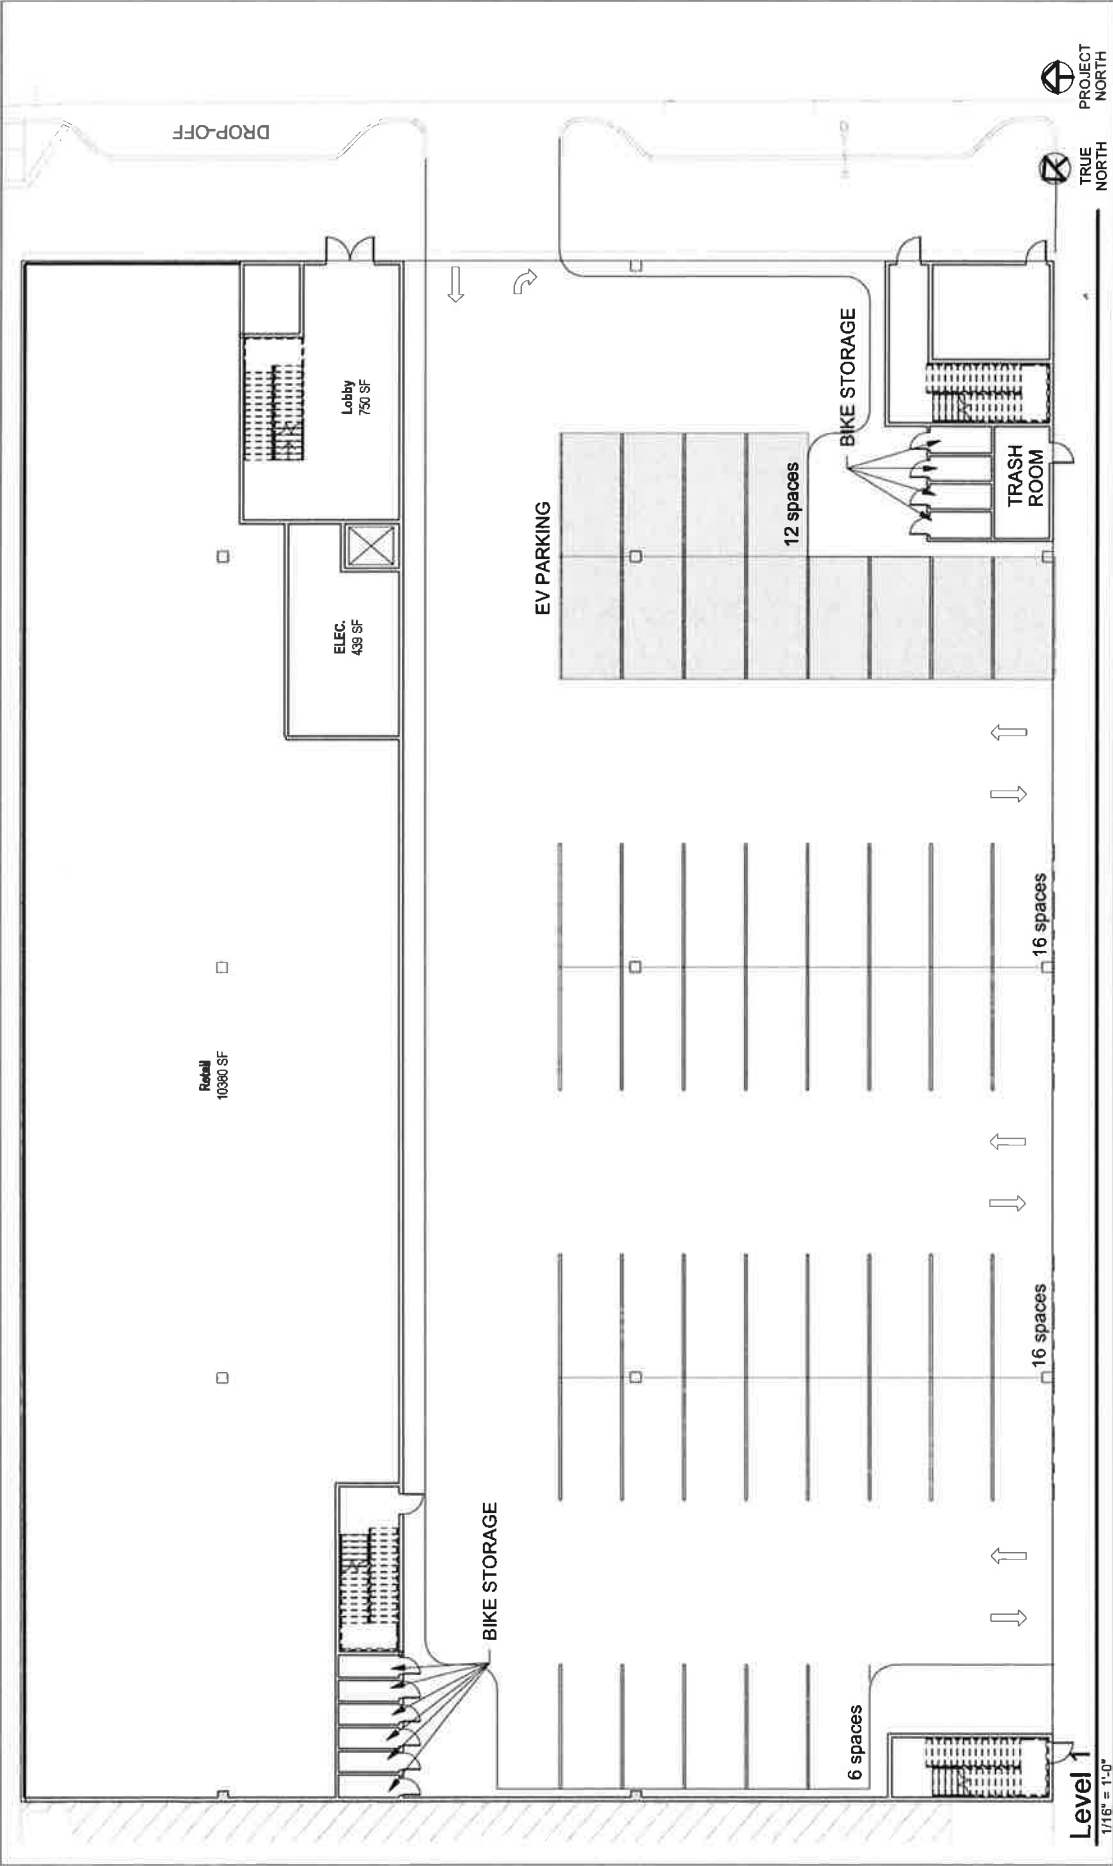 DROP-OFF
PROJECT
NORTH
TRUE
NORTH
Lobby
750 SF
BIKE STORAGE
EV PARKING
12 spaces
TRASH
ROOM
ELEC.
439 SF
16 spaces
Retail
10380 SF
16 spaces
BIKE STORAGE
6 spaces
Level 1
1/16" = 1'-0"